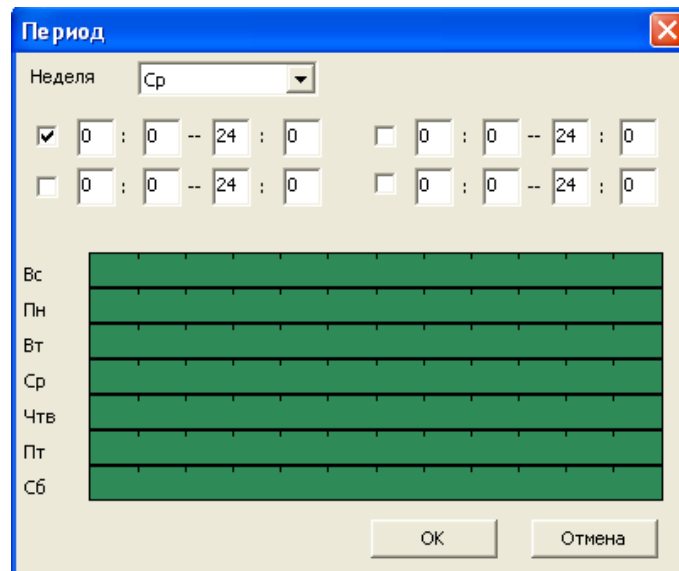 Период
Неделя Ср
0 : 0 -- 24 : 0 0 : 0 -- 24 : 0
0 : 0 -- 24 : 0 0 : 0 -- 24 : 0
Вс
Пн
Вт
Ср
Чтв
Пт
Сб
ОК Отмена